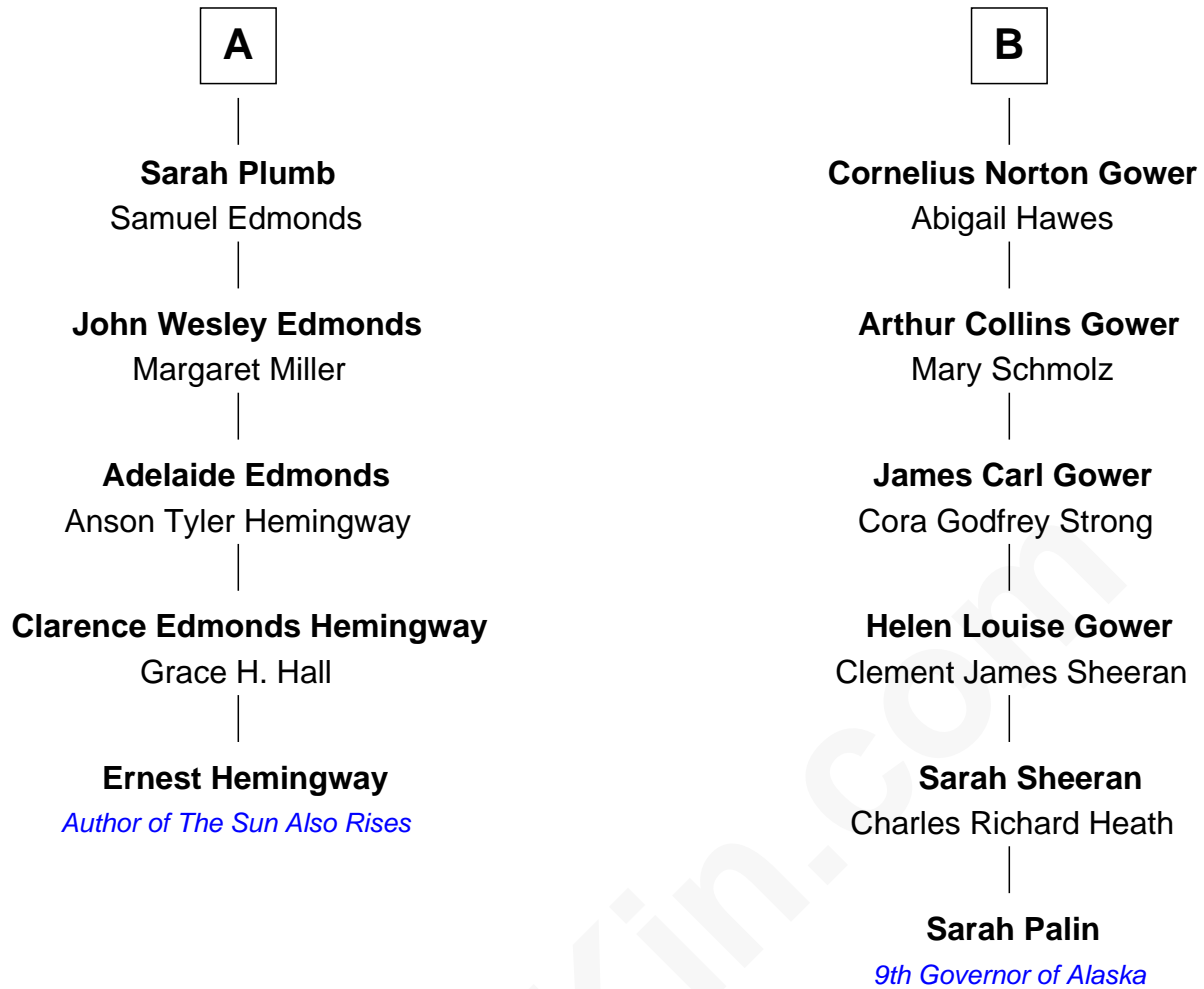 A
Sarah Plumb
Samuel Edmonds
John Wesley Edmonds
Margaret Miller
Adelaide Edmonds
Anson Tyler Hemingway
Clarence Edmonds Hemingway
Grace H. Hall
Ernest Hemingway
Author of The Sun Also Rises
B
Cornelius Norton Gower
Abigail Hawes
Arthur Collins Gower
Mary Schmolz
James Carl Gower
Cora Godfrey Strong
Helen Louise Gower
Clement James Sheeran
Sarah Sheeran
Charles Richard Heath
Sarah Palin
9th Governor of Alaska